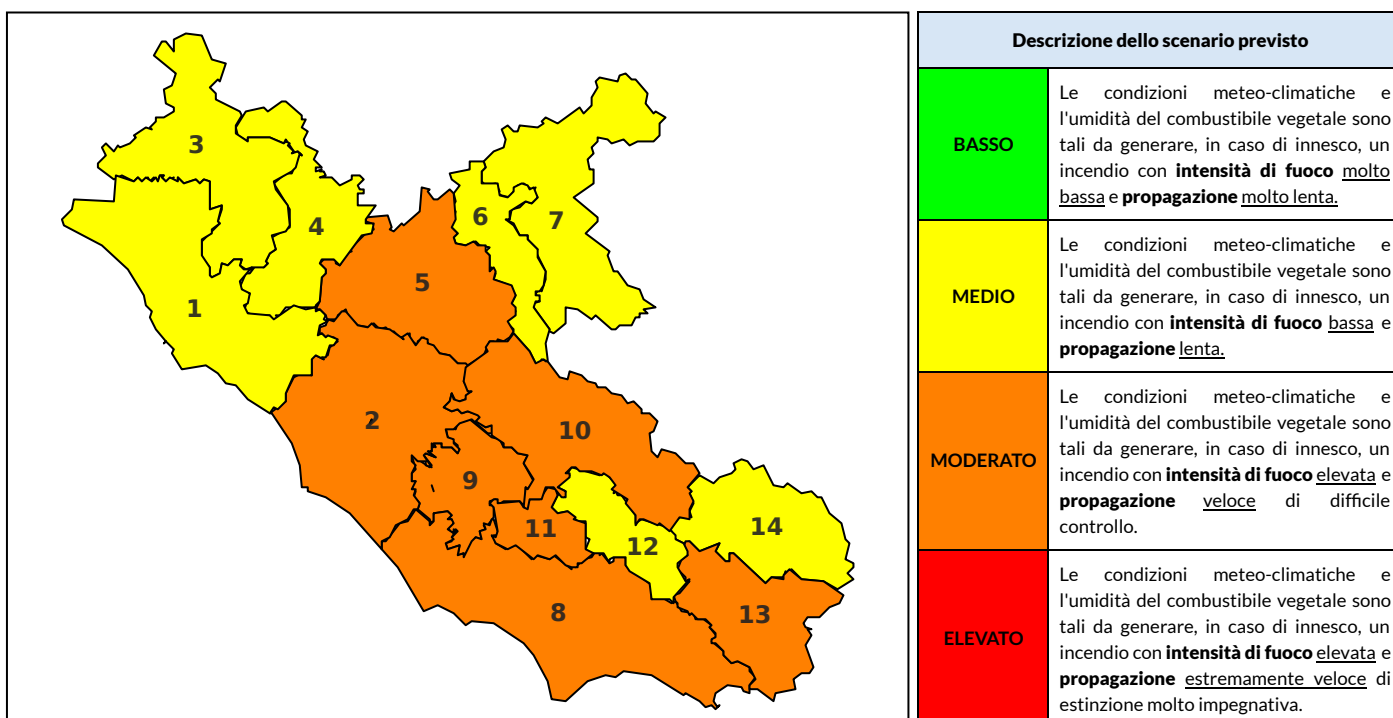 3
4
6
7
5
1
2
10
9
11
12
14
8
13
Descrizione dello scenario previsto
BASSO
Le condizioni meteo-climatiche e
l'umidità del combustibile vegetale sono
tali da generare, in caso di innesco, un
incendio con intensità di fuoco molto
bassa e propagazione molto lenta.
MEDIO
Le condizioni meteo-climatiche e
l'umidità del combustibile vegetale sono
tali da generare, in caso di innesco, un
incendio con intensità di fuoco bassa e
propagazione lenta.
MODERATO
Le condizioni meteo-climatiche e
l'umidità del combustibile vegetale sono
tali da generare, in caso di innesco, un
incendio con intensità di fuoco elevata e
propagazione veloce di difficile
controllo.
ELEVATO
Le condizioni meteo-climatiche e
l'umidità del combustibile vegetale sono
tali da generare, in caso di innesco, un
incendio con intensità di fuoco elevata e
propagazione estremamente veloce di
estinzione molto impegnativa.